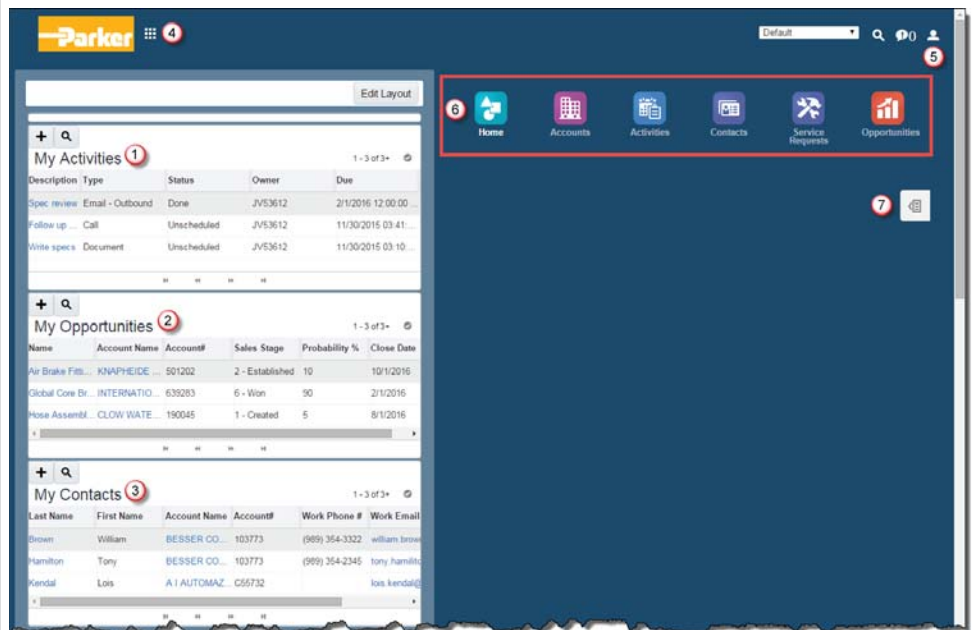 Parker
4
Default
0
5
Edit Layout
6
Home
Accounts
Activities
Contacts
Service Requests
Opportunities
7
My Activities 1
1 - 3 of 3+
Description Type Status Owner Due
Spec review Email - Outbound Done JV53612 2/1/2016 12:00:00 ...
Follow up ... Call Unscheduled JV53612 11/30/2015 03:41:...
Write specs Document Unscheduled JV53612 11/30/2015 03:10:...
My Opportunities 2
1 - 3 of 3+
Name Account Name Account# Sales Stage Probability % Close Date
Air Brake Fitti... KNAPHEIDE ... 501202 2 - Established 10 10/1/2016
Global Core Br... INTERNATIO... 639283 6 - Won 90 2/1/2016
Hose Assembl... CLOW WATE... 190045 1 - Created 5 8/1/2016
My Contacts 3
1 - 3 of 3+
Last Name First Name Account Name Account# Work Phone # Work Email
Brown William BESSER CO... 103773 (989) 354-3322 william.brow
Hamilton Tony BESSER CO... 103773 (989) 354-2345 tony.hamilto
Kendal Lois A I AUTOMAZ... C55732 lois.kendal@